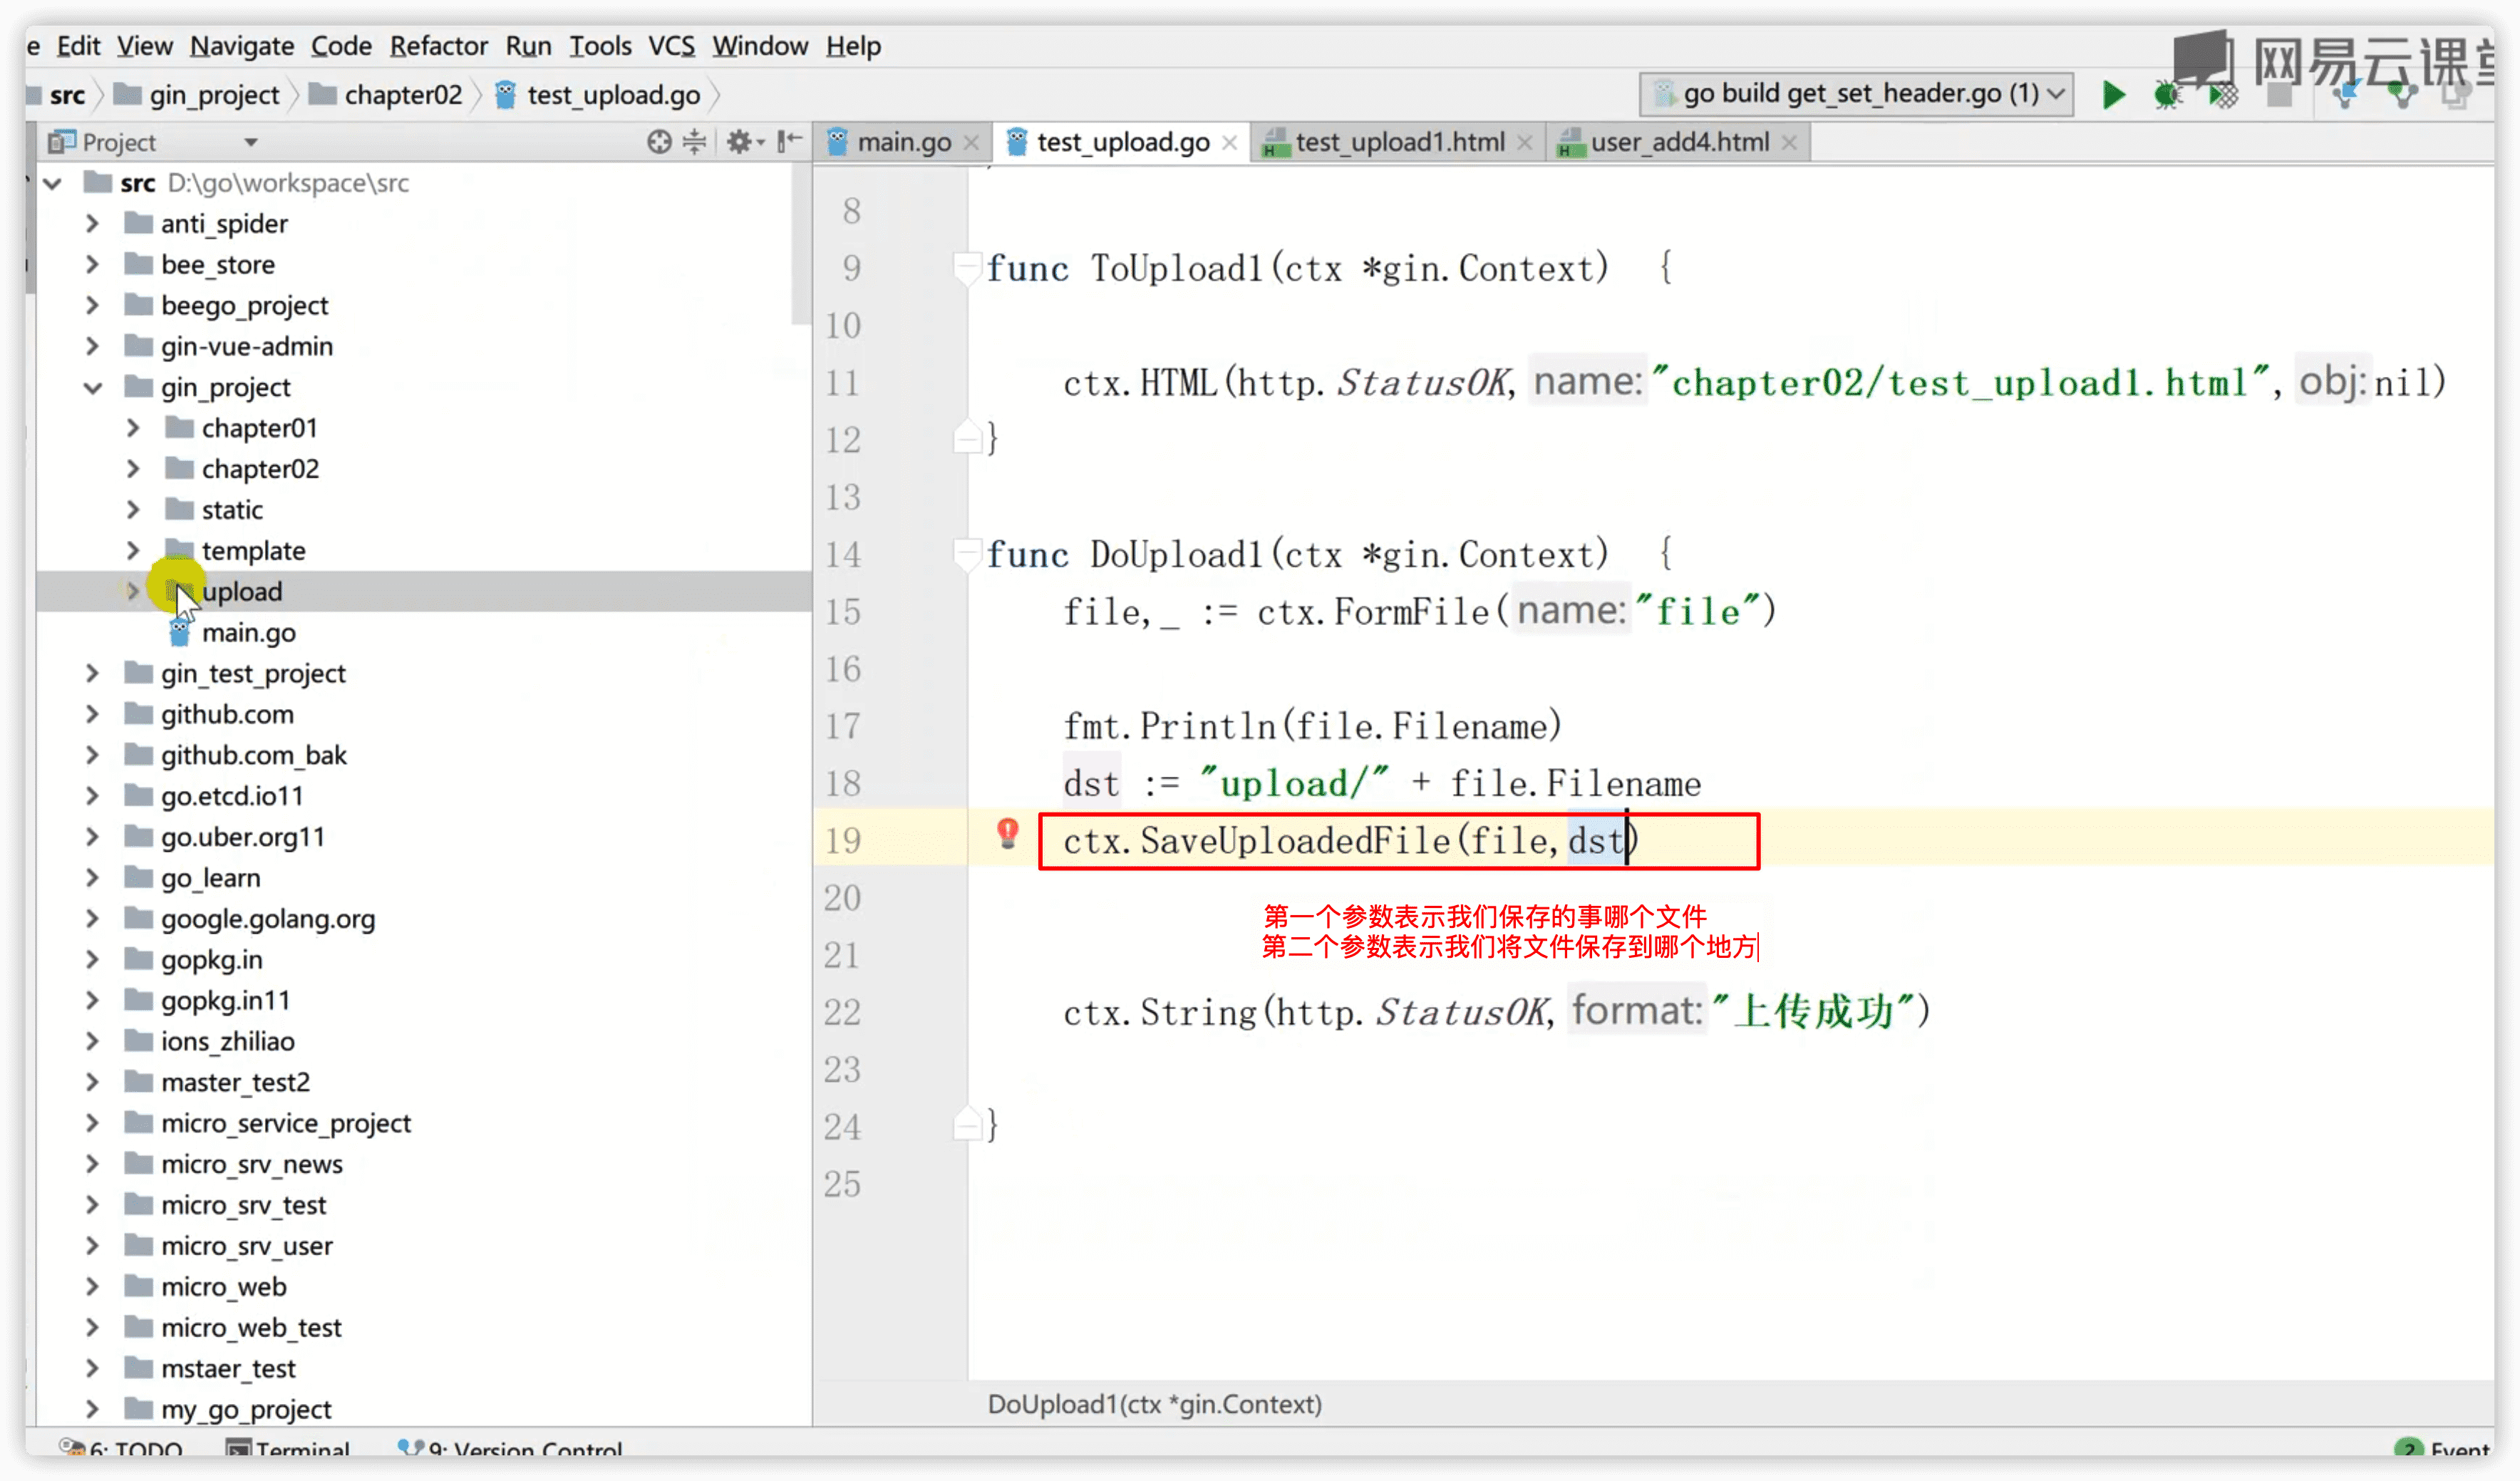 e Edit View Navigate Code Refactor Run Tools VCS Window Help
网易云课堂
src gin_project chapter02 test_upload.go
go build get_set_header.go (1)
Project
main.go test_upload.go test_upload1.html user_add4.html
src D:\go\workspace\src
anti_spider
bee_store
beego_project
gin-vue-admin
gin_project
chapter01
chapter02
static
template
upload
main.go
gin_test_project
github.com
github.com_bak
go.etcd.io11
go.uber.org11
go_learn
google.golang.org
gopkg.in
gopkg.in11
ions_zhiliao
master_test2
micro_service_project
micro_srv_news
micro_srv_test
micro_srv_user
micro_web
micro_web_test
mstaer_test
my_go_project
8
9 func ToUpload1(ctx *gin.Context) {
10
11 ctx.HTML(http.StatusOK, name: "chapter02/test_upload1.html", obj: nil)
12 }
13
14 func DoUpload1(ctx *gin.Context) {
15 file,_ := ctx.FormFile( name: "file")
16
17 fmt.Println(file.Filename)
18 dst := "upload/" + file.Filename
19 ctx.SaveUploadedFile(file,dst)
20
第一个参数表示我们保存的事哪个文件
第二个参数表示我们将文件保存到哪个地方
21
22 ctx.String(http.StatusOK, format: "上传成功")
23
24 }
25
DoUpload1(ctx *gin.Context)
6: TODO Terminal 9: Version Control
2 Event